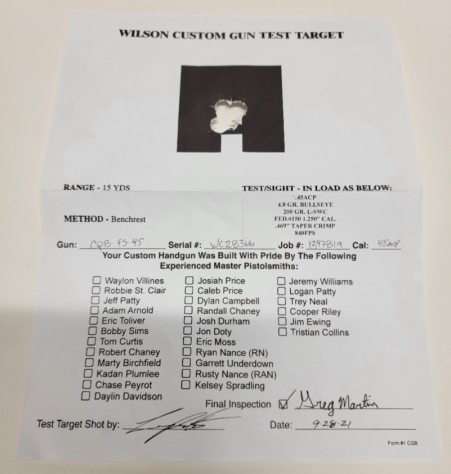 WILSON CUSTOM GUN TEST TARGET
RANGE - 15 YDS
TEST/SIGHT - IN LOAD AS BELOW:
.45ACP
4.8 GR. BULLSEYE
200 GR. L-SWC
FED.#150 1.250" CAL.
.469" TAPER CRIMP
840FPS
METHOD - Benchrest
Gun: CQB-FS-45 Serial #: WC28366 Job #: 1347819 Cal: 45ACP
Your Custom Handgun Was Built With Pride By The Following
Experienced Master Pistolsmiths:
Waylon Villines
Robbie St. Clair
Jeff Patty
Adam Arnold
Eric Toliver
Bobby Sims
Tom Curtis
Robert Chaney
Marty Birchfield
Kadan Plumlee
Chase Peyrot
Daylin Davidson
Josiah Price
Caleb Price
Dylan Campbell
Randall Chaney
Josh Durham
Jon Doty
Eric Moss
Ryan Nance (RN)
Garrett Underdown
Rusty Nance (RAN)
Kelsey Spradling
Jeremy Williams
Logan Patty
Trey Neal
Cooper Riley
Jim Ewing
Tristian Collins
Final Inspection Greg Martin
Test Target Shot by:
Date: 9-28-21
Form #1 CQB